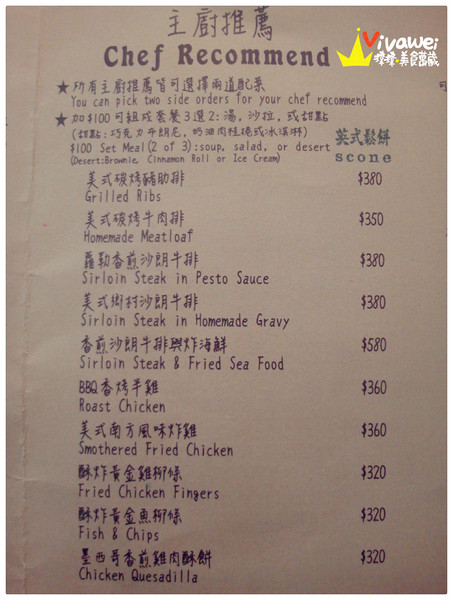 主廚推薦
Vivawei
Chef Recommend
美食窩藏
★所有主廚推薦皆可選擇兩道配菜
You can pick two side orders for your chef recommend
★加$100可組成套餐3選2:湯,沙拉,或甜點
(甜點:巧克力布朗尼,奶油肉桂捲或冰淇淋)
$100 Set Meal(2 of 3):soup, salad, or desert
(Desert:Brownie, Cinnamon Roll or Ice Cream)
英式鬆餅
scone
美式碳烤豬肋排 $380
Grilled Ribs
美式碳烤牛肉排 $350
Homemade Meatloaf
蘿勒香煎沙朗牛排 $380
Sirloin Steak in Pesto Sauce
美式鄉村沙朗牛排 $380
Sirloin Steak in Homemade Gravy
香煎沙朗牛排與炸海鮮 $580
Sirloin Steak & Fried Sea Food
BBQ香烤半雞 $360
Roast Chicken
美式南方風味炸雞 $360
Smothered Fried Chicken
酥炸黃金雞柳條 $320
Fried Chicken Fingers
酥炸黃金魚柳條 $320
Fish & Chips
墨西哥香煎雞肉酥餅 $320
Chicken Quesadilla